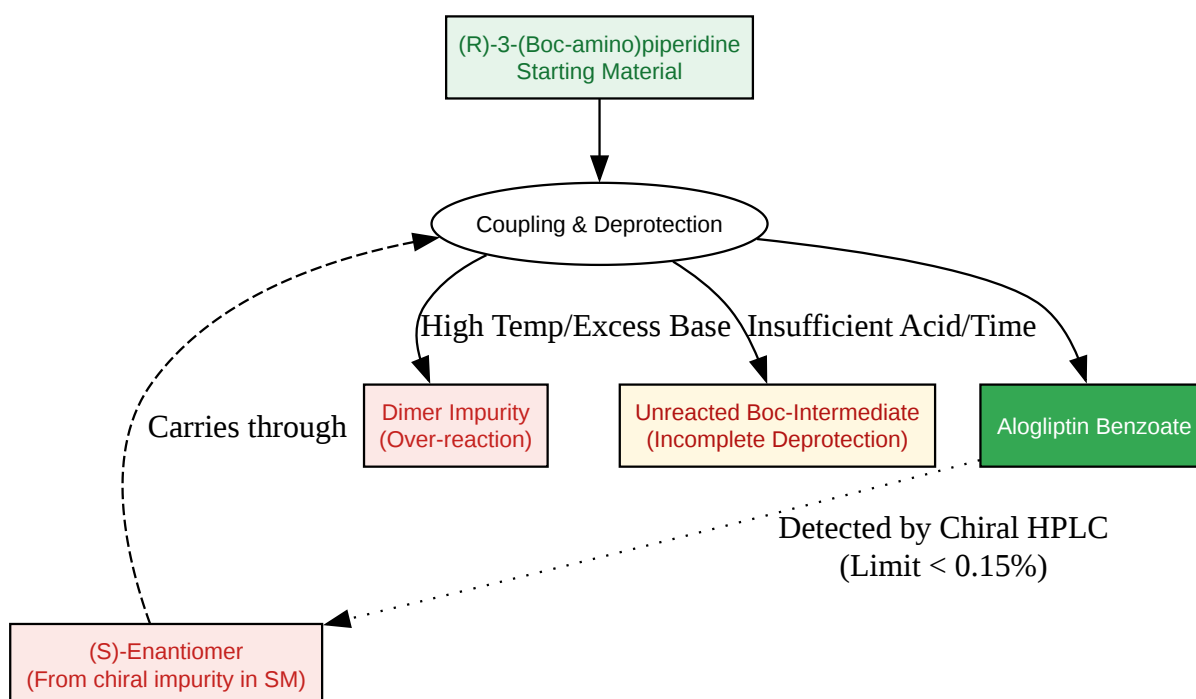 (R)-3-(Boc-amino)piperidine
Starting Material
Coupling & Deprotection
High Temp/Excess Base
Insufficient Acid/Time
Carries through
Dimer Impurity
(Over-reaction)
Unreacted Boc-Intermediate
(Incomplete Deprotection)
Alogliptin Benzoate
Detected by Chiral HPLC
(Limit < 0.15%)
(S)-Enantiomer
(From chiral impurity in SM)